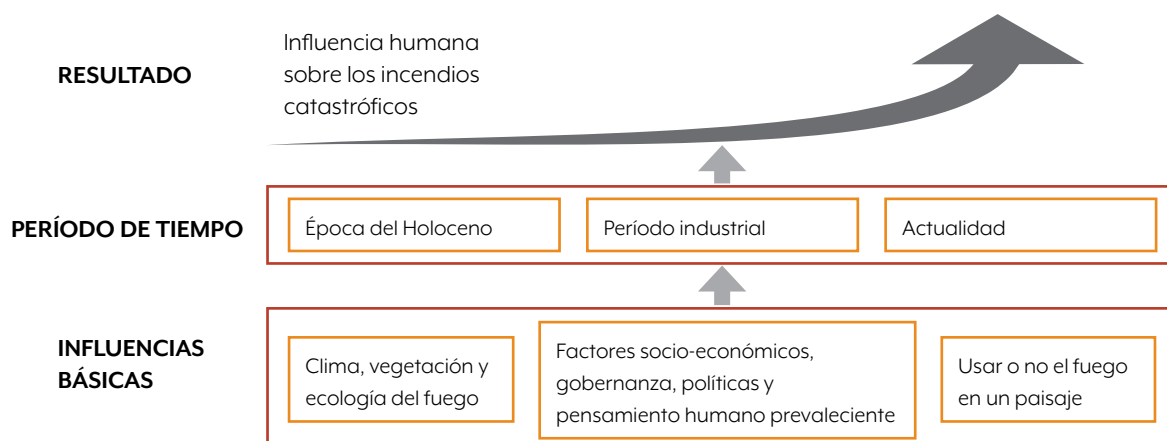 RESULTADO
Influencia humana
sobre los incendios
catastróficos
PERÍODO DE TIEMPO
Época del Holoceno
Período industrial
Actualidad
INFLUENCIAS
BÁSICAS
Clima, vegetación y
ecología del fuego
Factores socio-económicos,
gobernanza, políticas y
pensamiento humano prevaleciente
Usar o no el fuego
en un paisaje